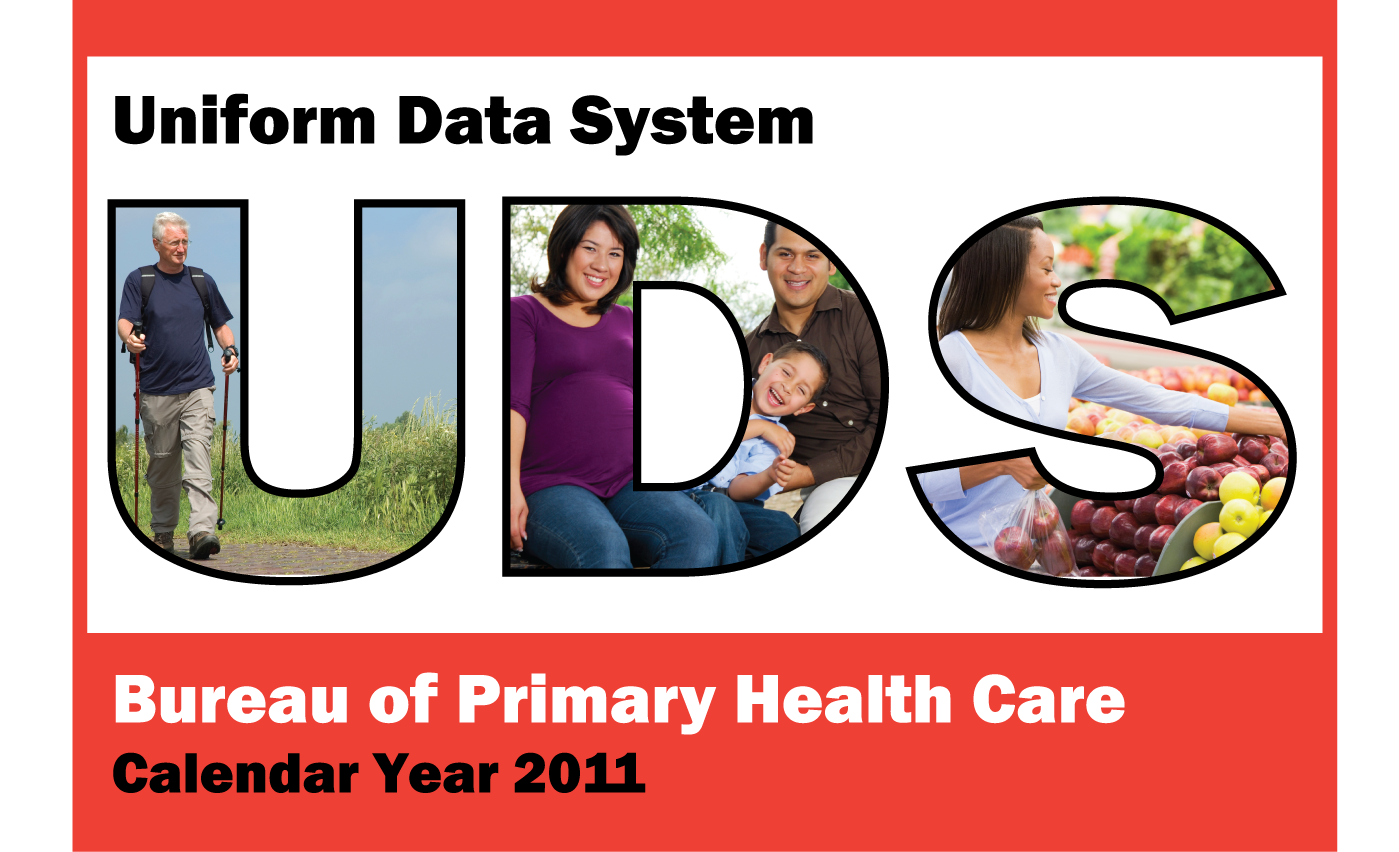 Uniform Data System
UDS
Bureau of Primary Health Care
Calendar Year 2011